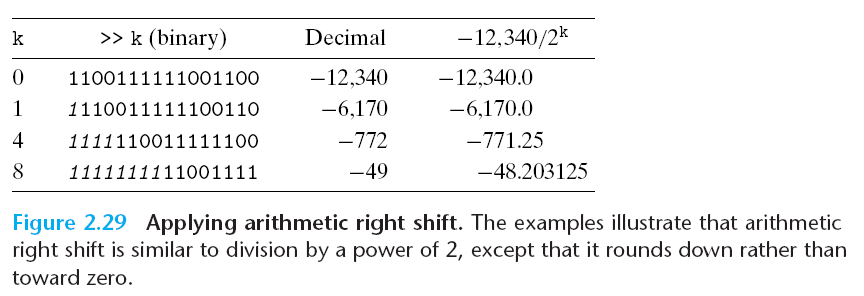 k >> k (binary) Decimal −12,340/2ᵏ
0 1100111111001100 −12,340 −12,340.0
1 1110011111100110 −6,170 −6,170.0
4 1111110011111100 −772 −771.25
8 1111111111001111 −49 −48.203125
Figure 2.29 Applying arithmetic right shift. The examples illustrate that arithmetic
right shift is similar to division by a power of 2, except that it rounds down rather than
toward zero.